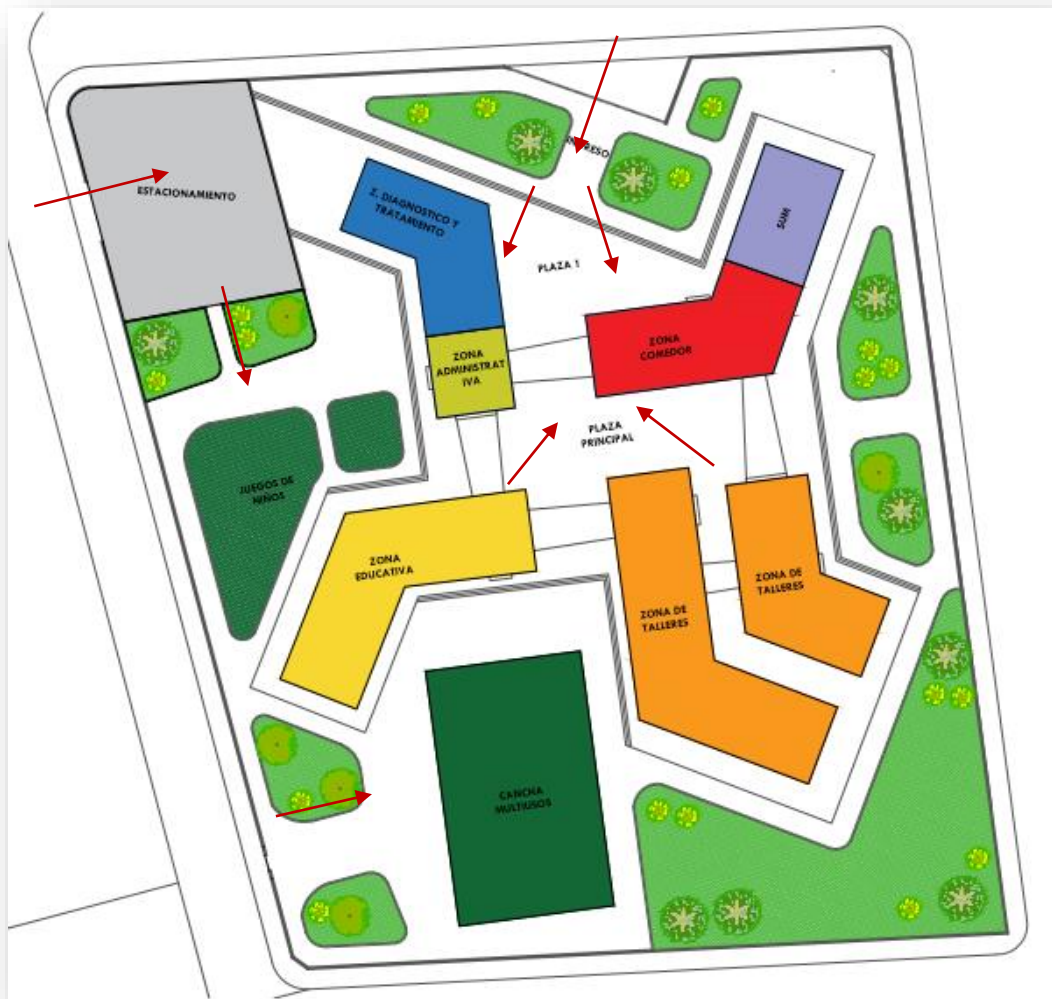 INGRESO
ESTACIONAMIENTO
Z. DIAGNOSTICO Y
TRATAMIENTO
SUM
PLAZA 1
ZONA
COMEDOR
ZONA
ADMINISTRAT
IVA
PLAZA
PRINCIPAL
JUEGOS DE
NIÑOS
ZONA
EDUCATIVA
ZONA DE
TALLERES
ZONA DE
TALLERES
CANCHA
MULTIUSOS